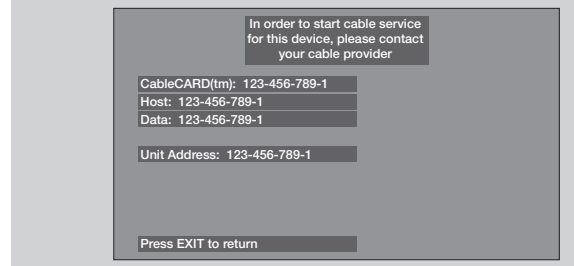 In order to start cable service
for this device, please contact
your cable provider
CableCARD(tm): 123-456-789-1
Host: 123-456-789-1
Data: 123-456-789-1
Unit Address: 123-456-789-1
Press EXIT to return